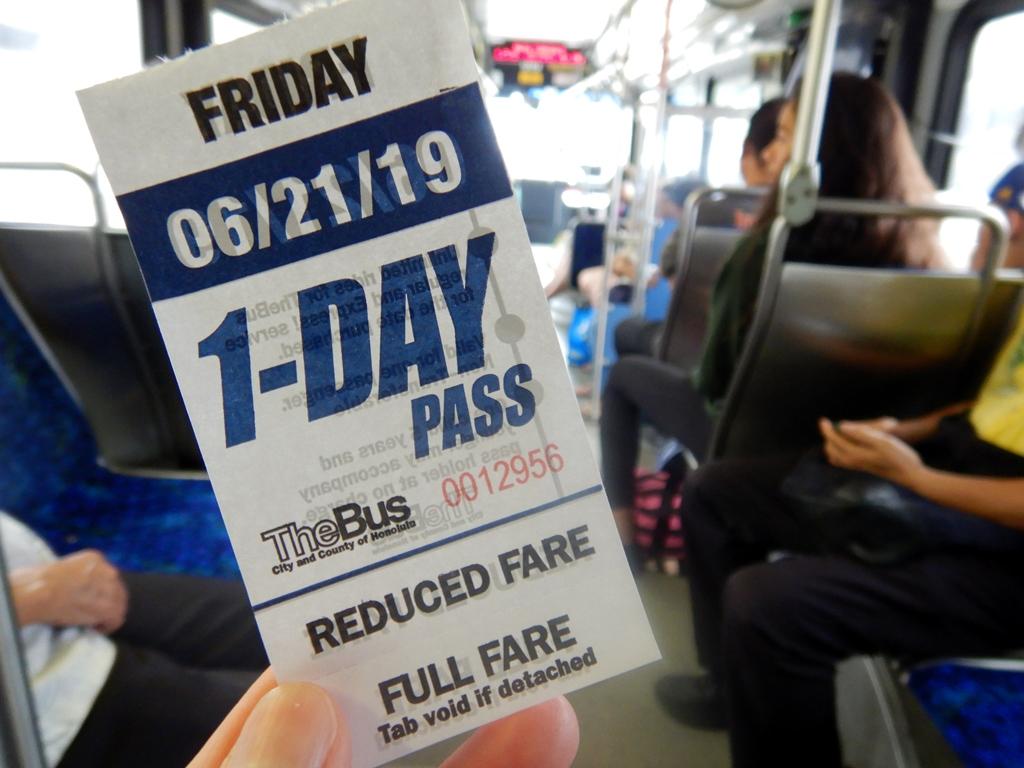 FRIDAY
06/21/19
1-DAY
PASS
0012956
TheBus
City and County of Honolulu
REDUCED FARE
FULL FARE
Tab void if detached